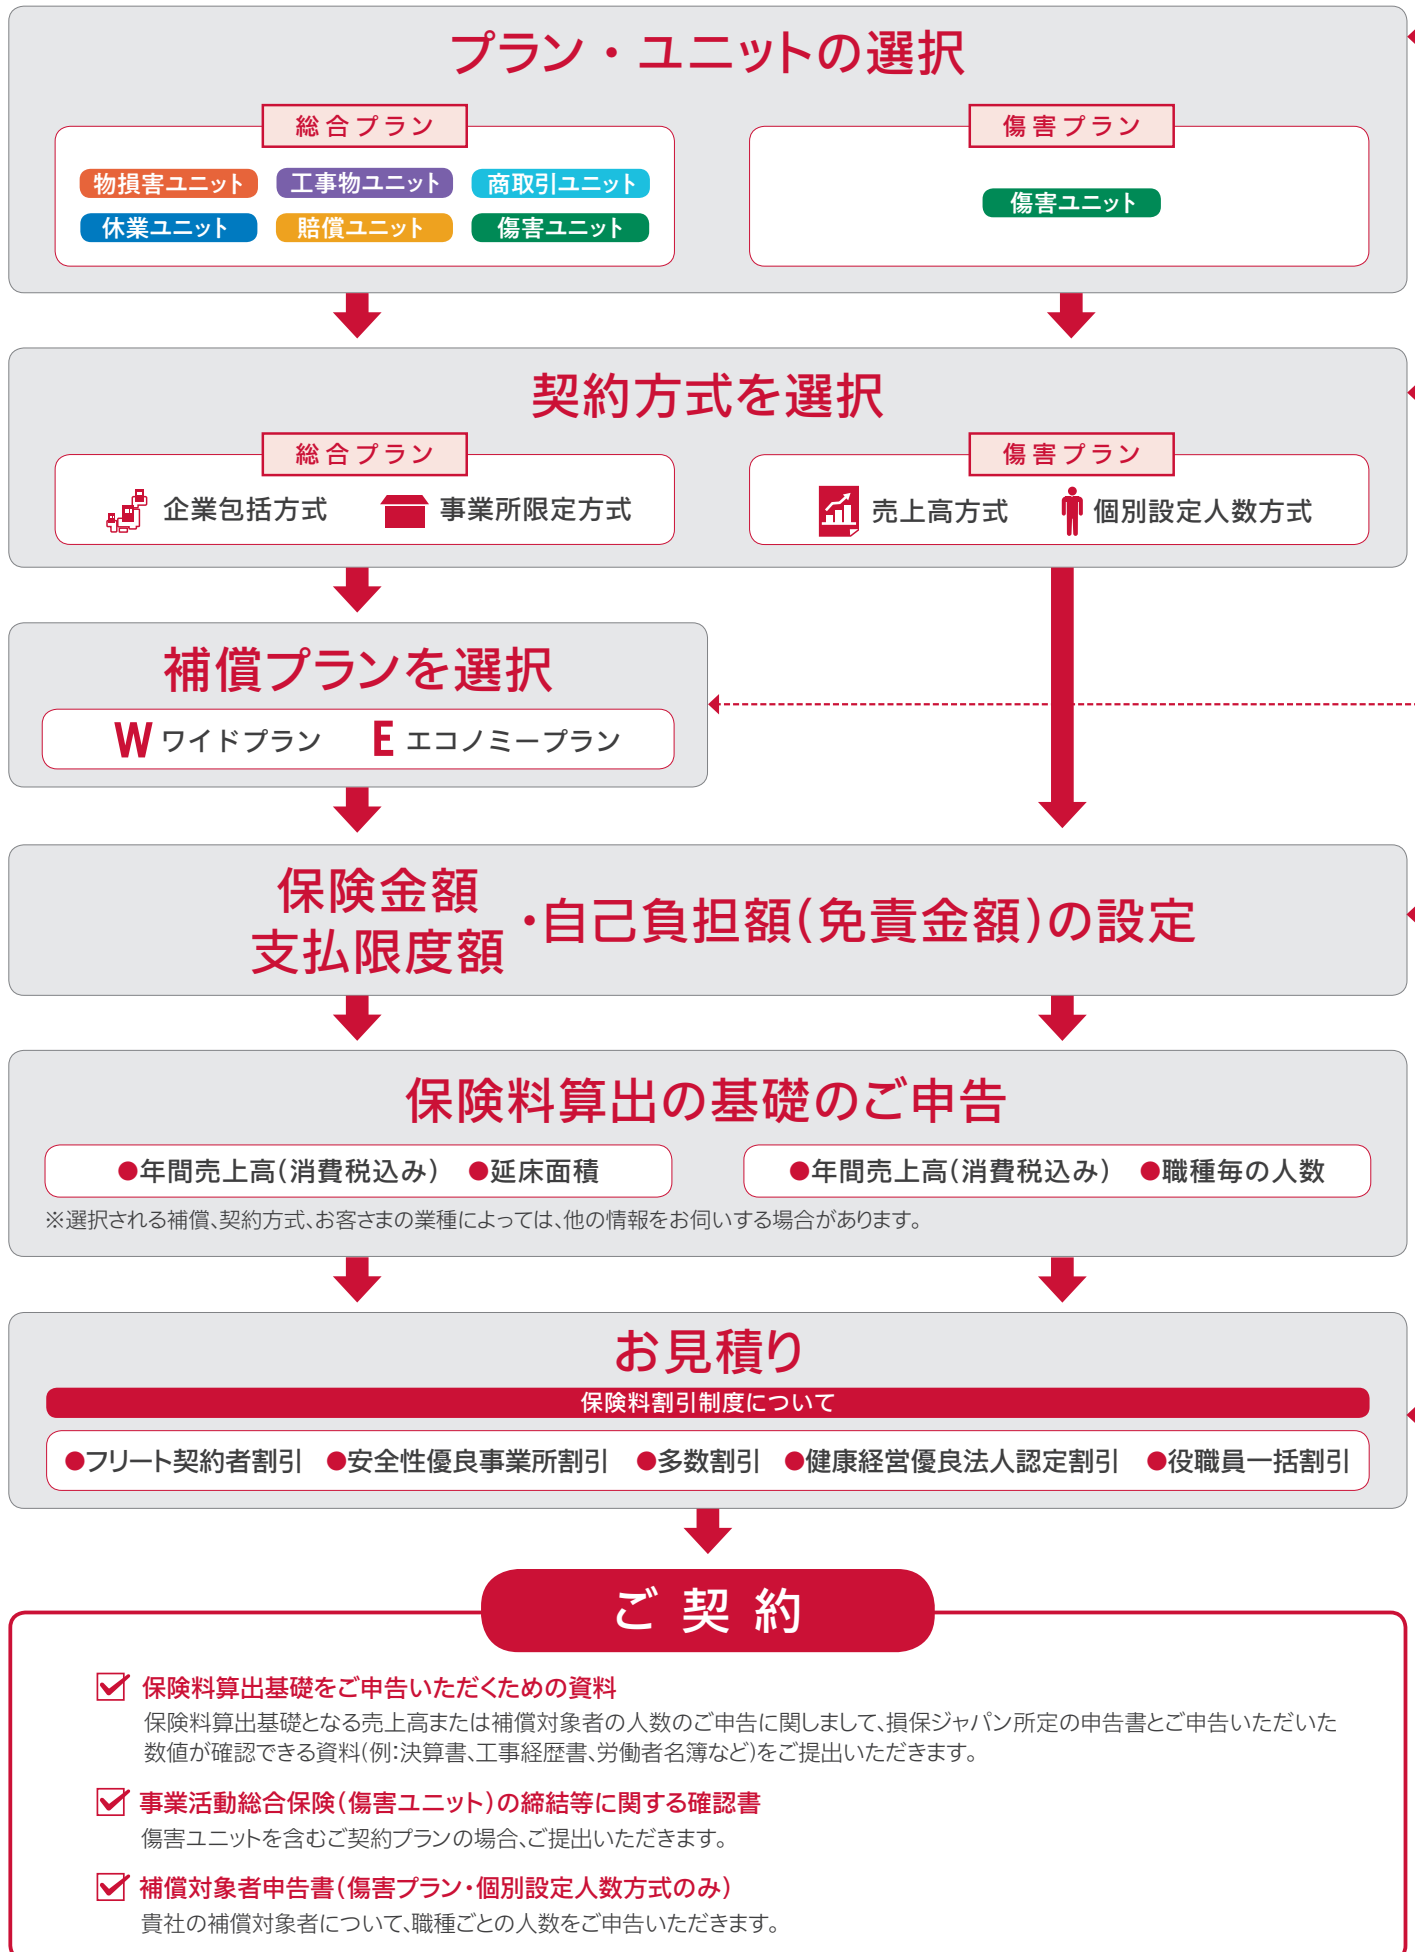 プラン・ユニットの選択
総合プラン
物損害ユニット 工事物ユニット 商取引ユニット
休業ユニット 賠償ユニット 傷害ユニット
傷害プラン
傷害ユニット
契約方式を選択
総合プラン
企業包括方式 事業所限定方式
傷害プラン
売上高方式 個別設定人数方式
補償プランを選択
W ワイドプラン E エコノミープラン
保険金額
支払限度額
・自己負担額(免責金額)の設定
保険料算出の基礎のご申告
●年間売上高(消費税込み) ●延床面積
●年間売上高(消費税込み) ●職種毎の人数
※選択される補償、契約方式、お客さまの業種によっては、他の情報をお伺いする場合があります。
お見積り
保険料割引制度について
●フリート契約者割引 ●安全性優良事業所割引 ●多数割引 ●健康経営優良法人認定割引 ●役職員一括割引
ご契約
保険料算出基礎をご申告いただくための資料
保険料算出基礎となる売上高または補償対象者の人数のご申告に関しまして、損保ジャパン所定の申告書とご申告いただいた
数値が確認できる資料(例:決算書、工事経歴書、労働者名簿など)をご提出いただきます。
事業活動総合保険(傷害ユニット)の締結等に関する確認書
傷害ユニットを含むご契約プランの場合、ご提出いただきます。
補償対象者申告書(傷害プラン・個別設定人数方式のみ)
貴社の補償対象者について、職種ごとの人数をご申告いただきます。